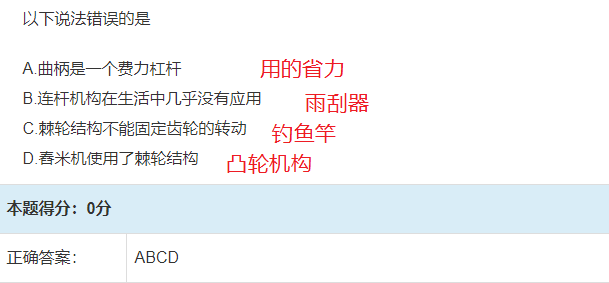 以下说法错误的是
A.曲柄是一个费力杠杆 用的省力
B.连杆机构在生活中几乎没有应用 雨刮器
C.棘轮结构不能固定齿轮的转动 钓鱼竿
D.舂米机使用了棘轮结构 凸轮机构
本题得分：0分
正确答案： ABCD